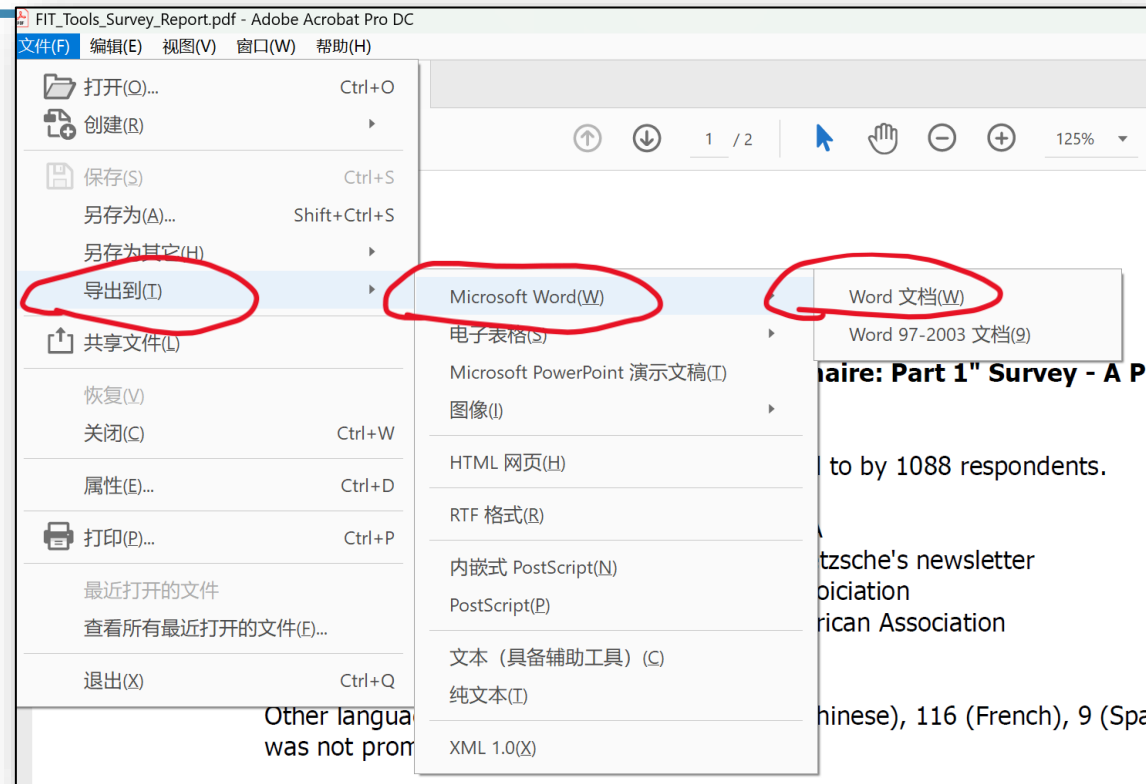 FIT_Tools_Survey_Report.pdf - Adobe Acrobat Pro DC
文件(F) 编辑(E) 视图(V) 窗口(W) 帮助(H)
打开(O)... Ctrl+O
创建(R)
1 / 2 125%
保存(S) Ctrl+S
另存为(A)... Shift+Ctrl+S
另存为其它(H)
导出到(T)
共享文件(L)
恢复(V)
关闭(C) Ctrl+W
属性(E)... Ctrl+D
打印(P)... Ctrl+P
最近打开的文件
查看所有最近打开的文件(F)...
退出(X) Ctrl+Q
Microsoft Word(W)
电子表格(S)
Microsoft PowerPoint 演示文稿(T)
图像(I)
HTML 网页(H)
RTF 格式(R)
内嵌式 PostScript(N)
PostScript(P)
文本（具备辅助工具）(C)
纯文本(T)
XML 1.0(X)
Word 文档(W)
Word 97-2003 文档(9)
naire: Part 1" Survey - A P
to by 1088 respondents.
tzsche's newsletter
oiciation
rican Association
Other langua hinese), 116 (French), 9 (Spa
was not prom